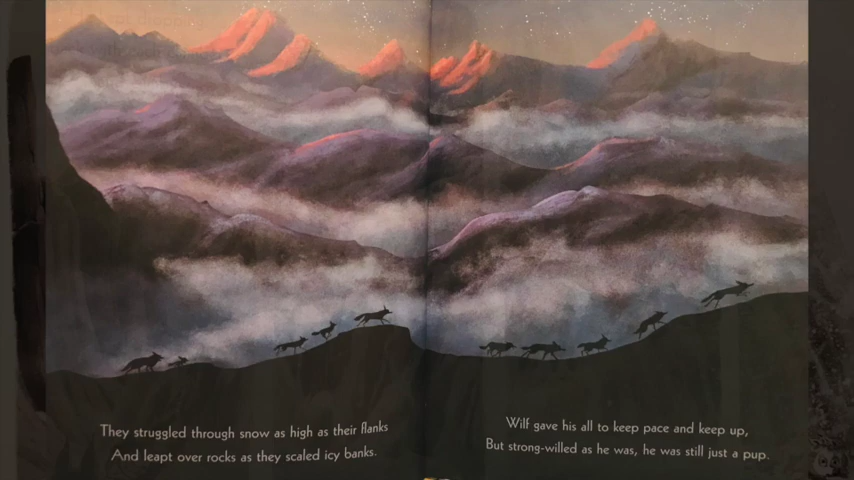 They struggled through snow as high as their flanks
And leapt over rocks as they scaled icy banks.
Wilf gave his all to keep pace and keep up,
But strong-willed as he was, he was still just a pup.